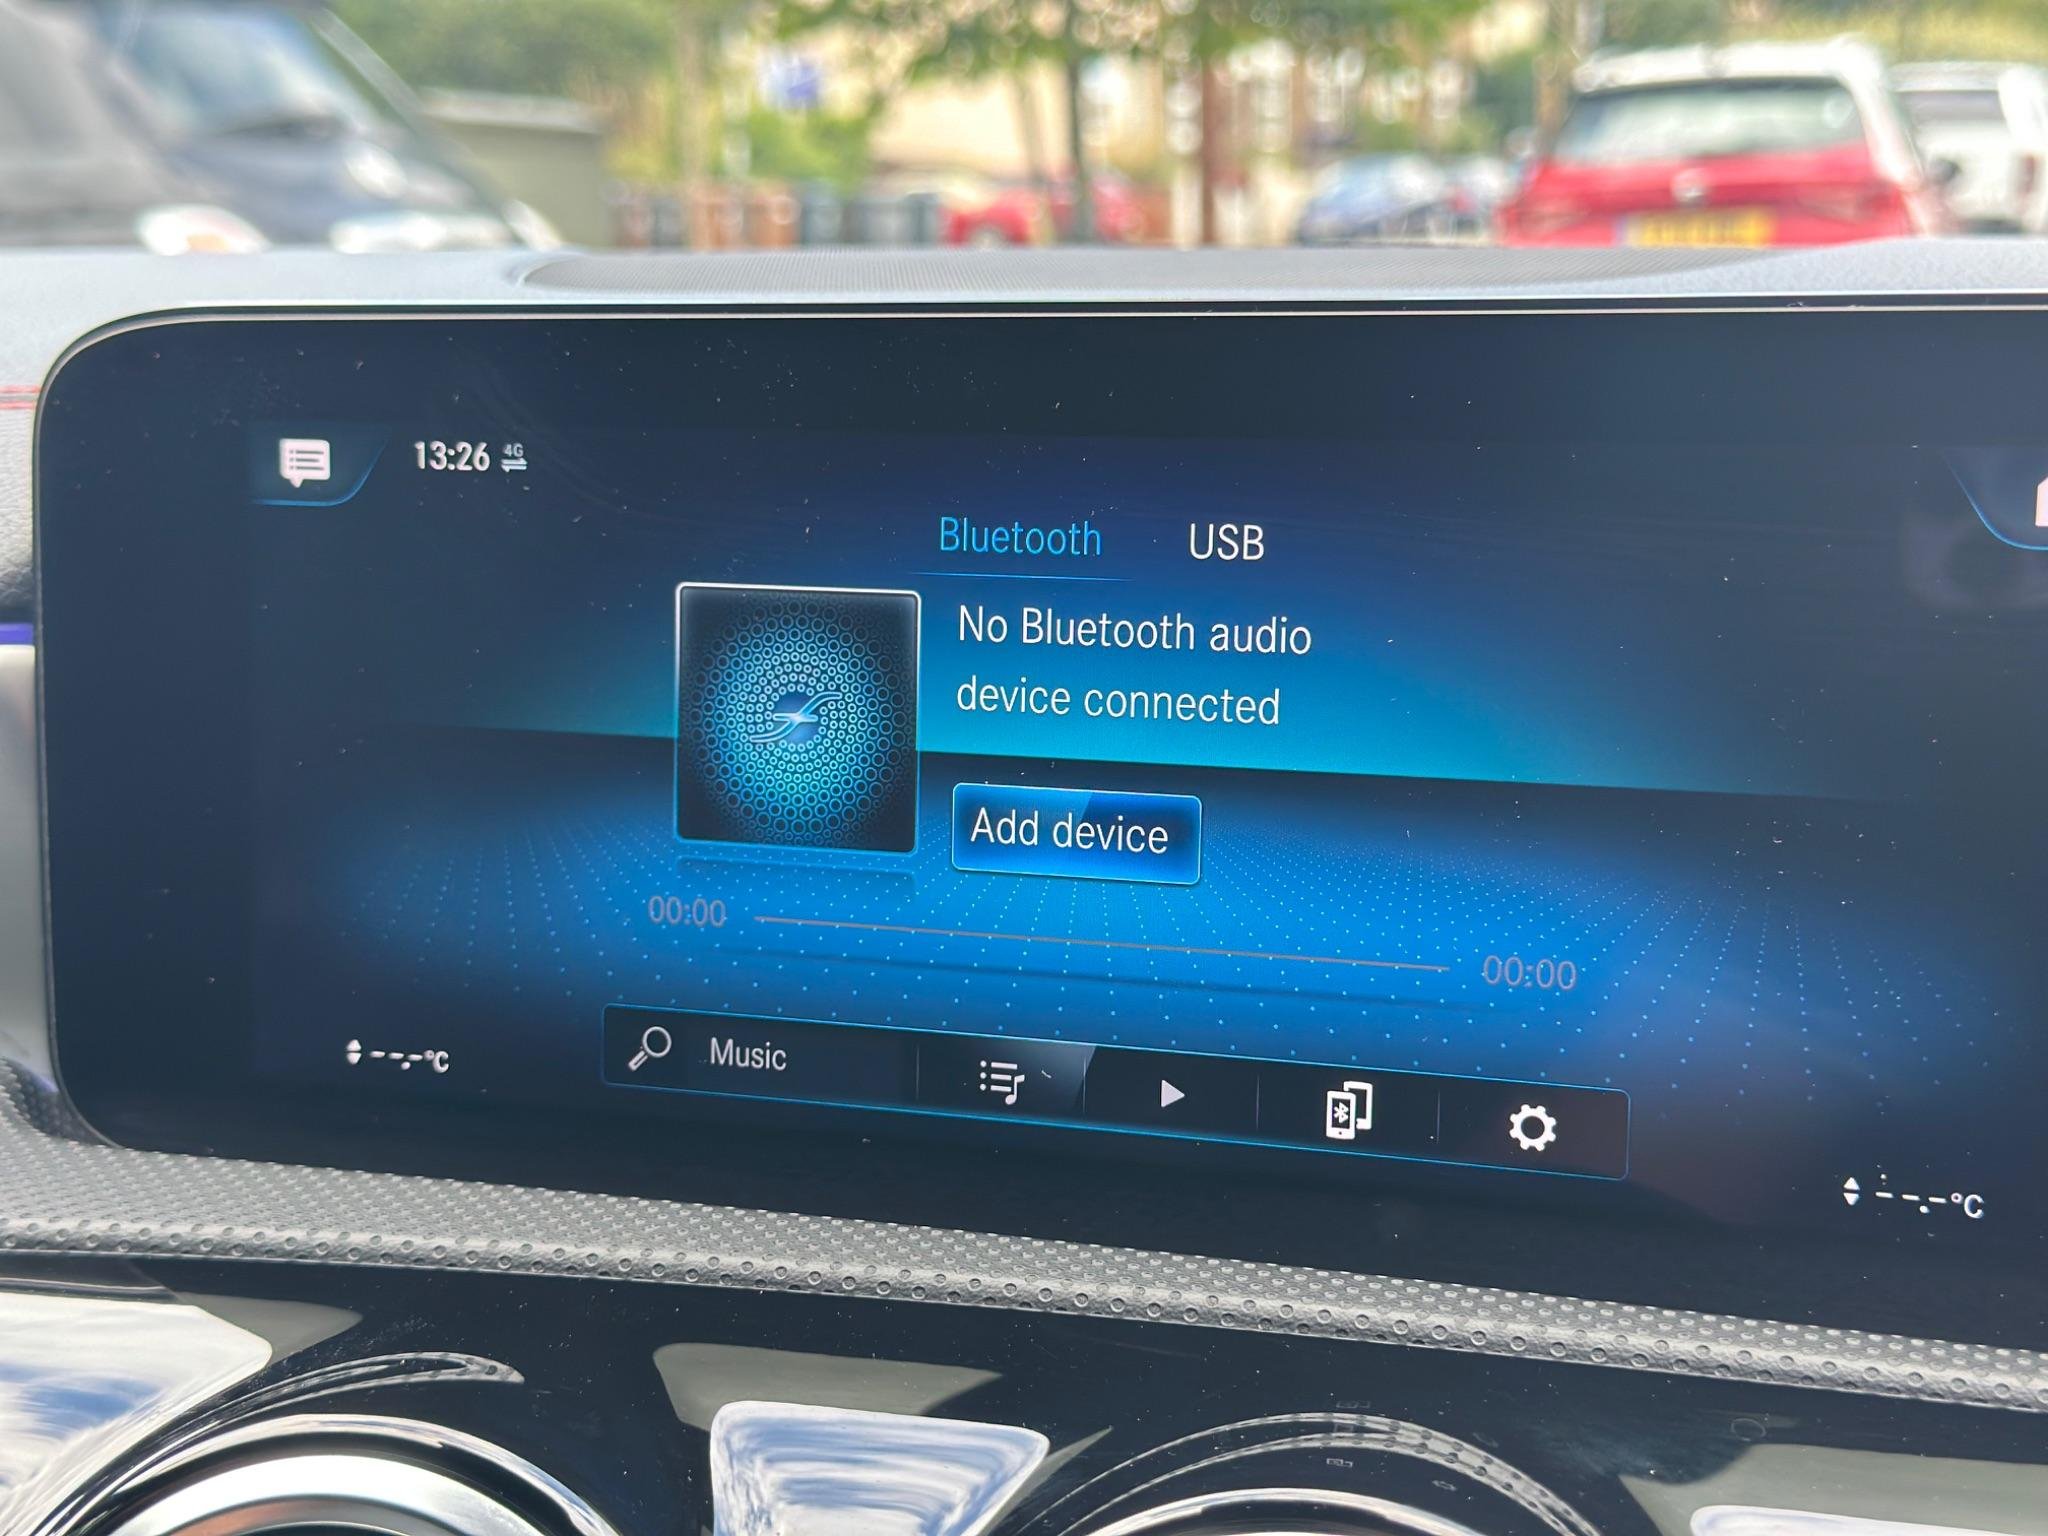 13:26 4G
Bluetooth USB
No Bluetooth audio
device connected
Add device
00:00
00:00
Music
--.-°C
--.-°C